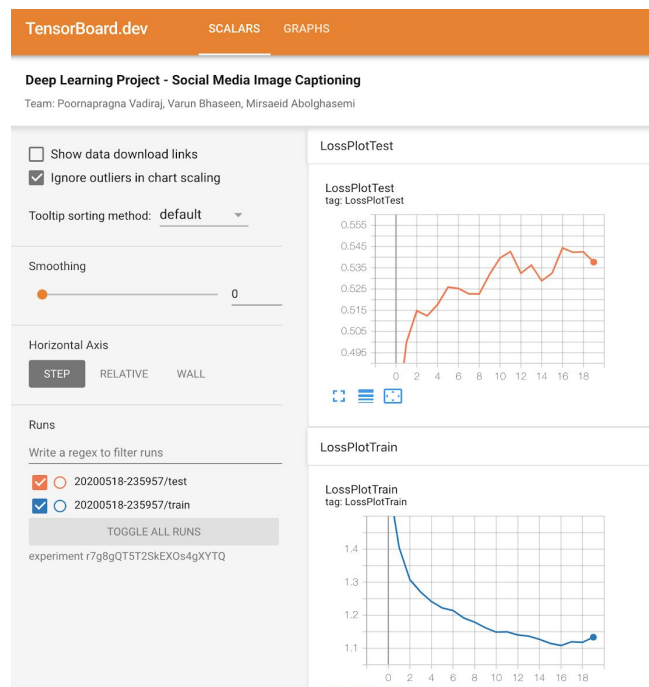 TensorBoard.dev SCALARS GRAPHS
Deep Learning Project - Social Media Image Captioning
Team: Poornapragna Vadiraj, Varun Bhaseen, Mirsaeid Abolghasemi
Show data download links
Ignore outliers in chart scaling
Tooltip sorting method: default
Smoothing
0
Horizontal Axis
STEP RELATIVE WALL
Runs
Write a regex to filter runs
20200518-235957/test
20200518-235957/train
TOGGLE ALL RUNS
experiment r7g8gQT5T2SkEXOs4gXYTQ
LossPlotTest
LossPlotTest
tag: LossPlotTest
0.555
0.545
0.535
0.525
0.515
0.505
0.495
0 2 4 6 8 10 12 14 16 18
LossPlotTrain
LossPlotTrain
tag: LossPlotTrain
1.4
1.3
1.2
1.1
0 2 4 6 8 10 12 14 16 18